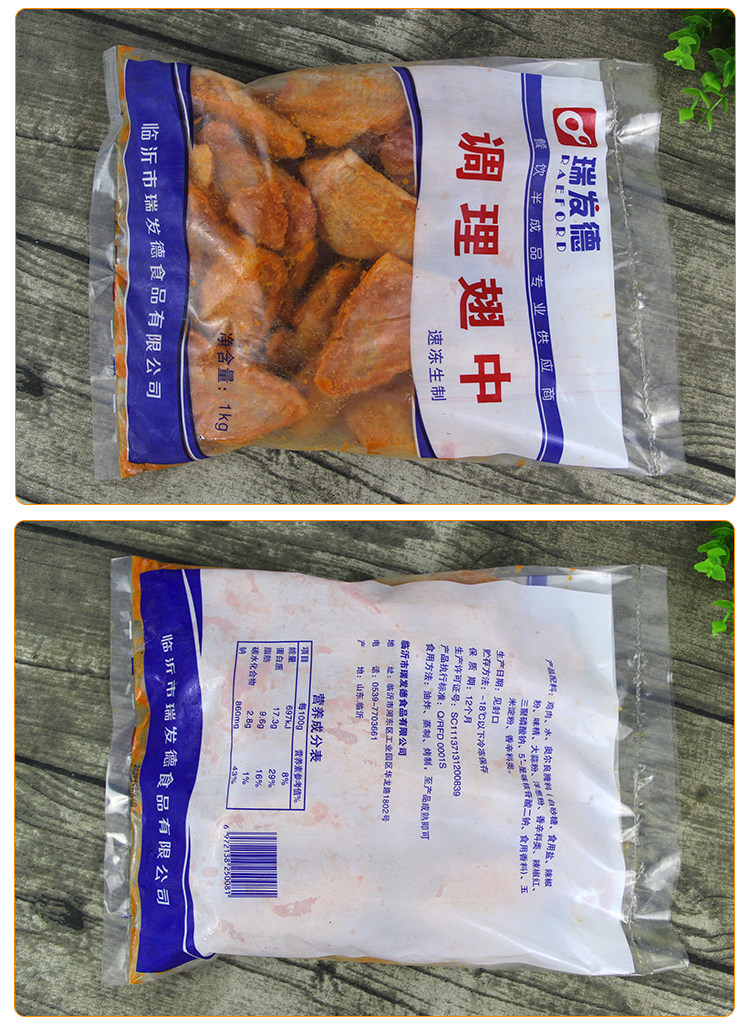 瑞发德
RAEFORD
餐饮半成品专业供应商
调理翅中
速冻生制
净含量：1kg
临沂市瑞发德食品有限公司
产品配料：鸡肉、水、奥尔良腌料（白砂糖、食用盐、辣椒
粉、味精、大蒜粉、洋葱粉、香辛料类、辣椒红、
三聚磷酸钠、5'-呈味核苷酸二钠、食用香料）、玉
米淀粉、香辛料类。
生产日期：见封口
贮存方法：-18℃以下冷冻保存
保 质 期：12个月
生产许可证号：SC11137131200839
产品执行标准：Q/RFD 0001S
食用方法：油炸、蒸制、烤制，至产品成熟即可
临沂市瑞发德食品有限公司
地 址：临沂市河东区工业园区华龙路1802号
电 话：0539-7703661
产 地：山东·临沂
营养成分表
项目 每100g 营养素参考值%
能量 697kJ 8%
蛋白质 17.3g 29%
脂肪 9.6g 16%
碳水化合物 2.8g 1%
钠 860mg 43%
6 972138 250081
临沂市瑞发德食品有限公司